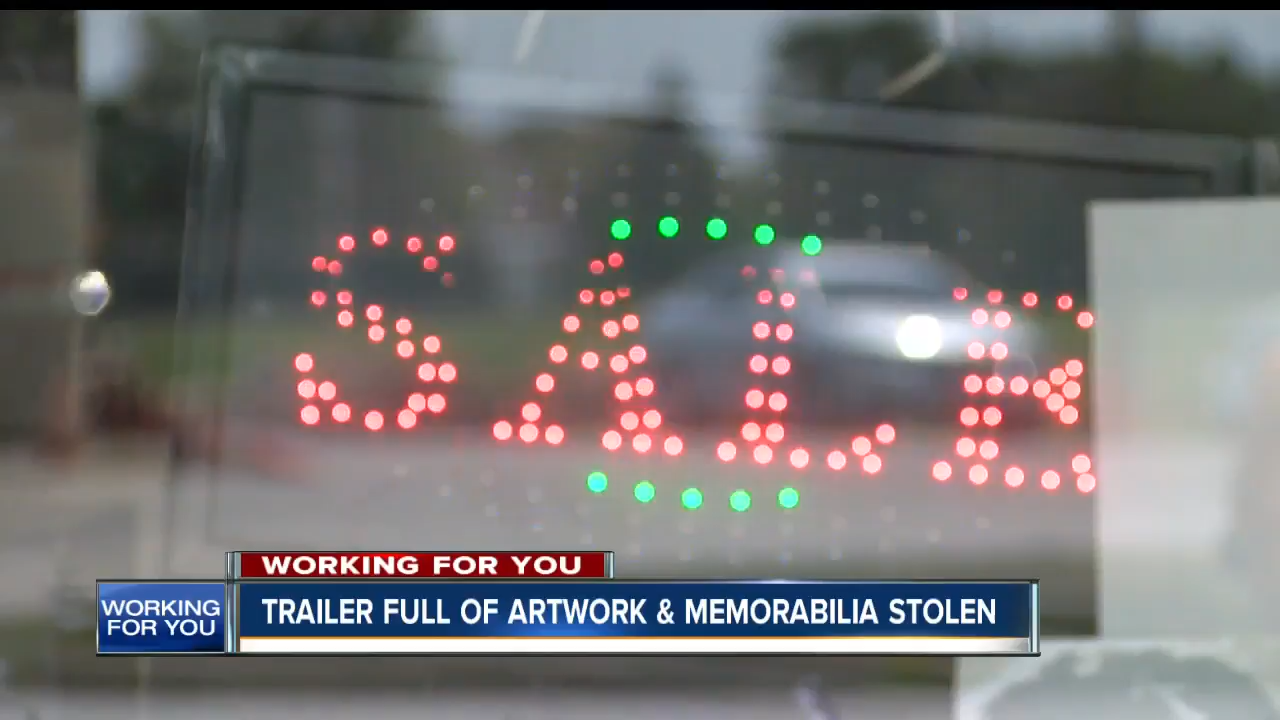 SALE
WORKING FOR YOU
WORKING
FOR YOU
TRAILER FULL OF ARTWORK & MEMORABILIA STOLEN